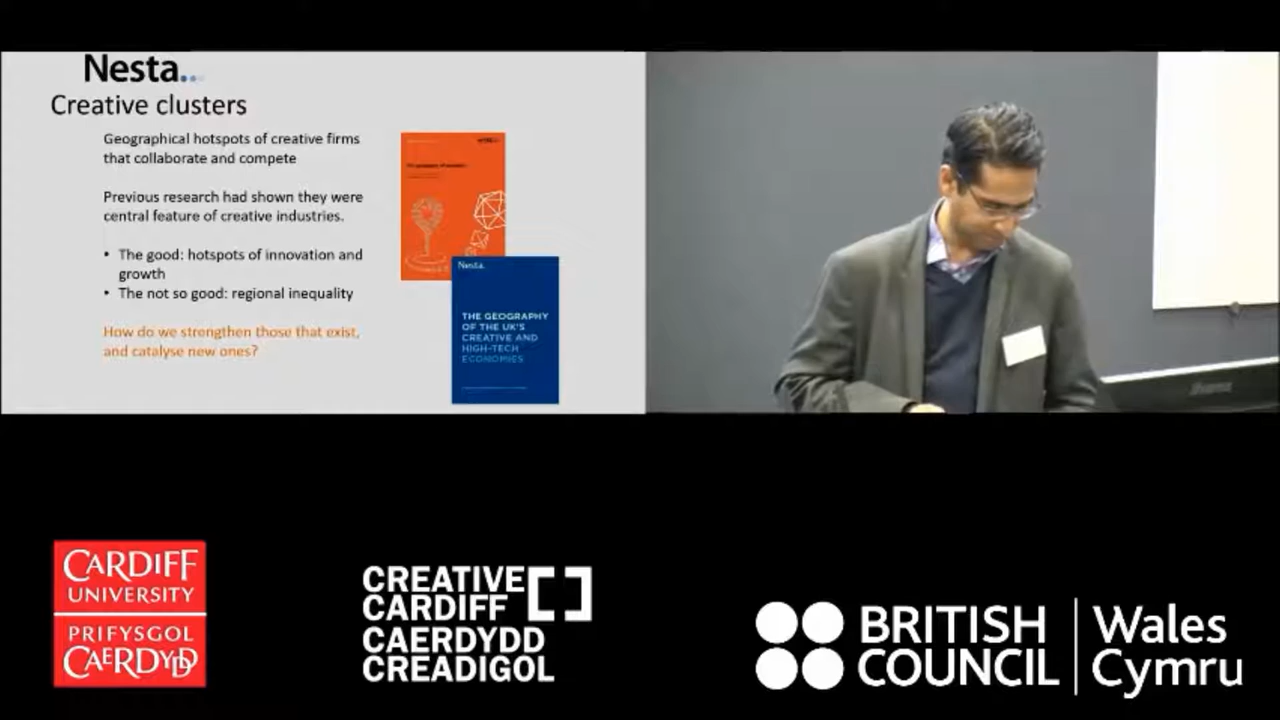 Nesta..
Creative clusters
Geographical hotspots of creative firms
that collaborate and compete
Previous research had shown they were
central feature of creative industries.
• The good: hotspots of innovation and
growth
• The not so good: regional inequality
How do we strengthen those that exist,
and catalyse new ones?
Nesta.
THE GEOGRAPHY
OF THE UK'S
CREATIVE AND
HIGH-TECH
ECONOMIES
CARDIFF
UNIVERSITY
PRIFYSGOL
CAERDYDD
CREATIVE
CARDIFF
CAERDYDD
CREADIGOL
BRITISH
COUNCIL
Wales
Cymru